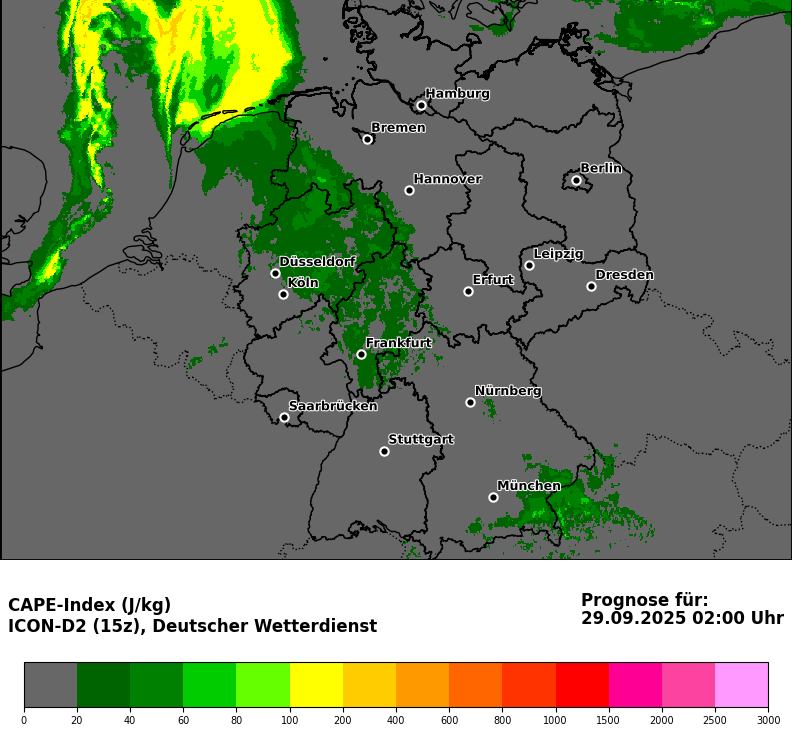 Hamburg
Bremen
Berlin
Hannover
Düsseldorf
Leipzig
Dresden
Köln
Erfurt
Frankfurt
Nürnberg
Saarbrücken
Stuttgart
München
CAPE-Index (J/kg)
ICON-D2 (15z), Deutscher Wetterdienst
Prognose für:
29.09.2025 02:00 Uhr
0 20 40 60 80 100 200 400 600 800 1000 1500 2000 2500 3000